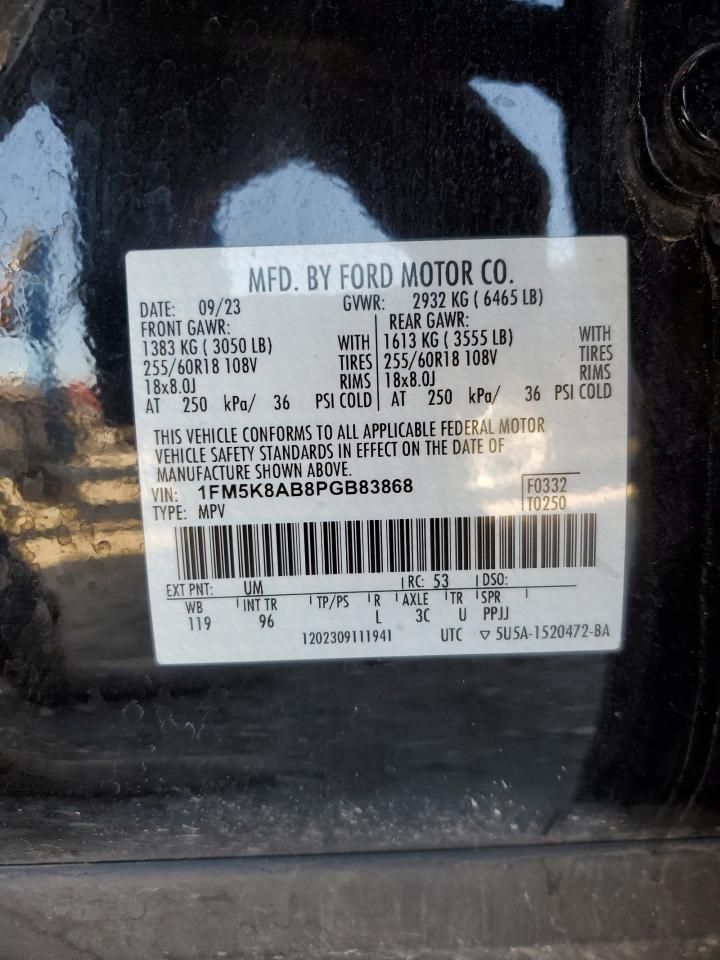 MFD. BY FORD MOTOR CO.
DATE: 09/23 GVWR: 2932 KG ( 6465 LB)
FRONT GAWR: REAR GAWR:
1383 KG ( 3050 LB) WITH 1613 KG ( 3555 LB) WITH
255/60R18 108V TIRES 255/60R18 108V TIRES
18x8.0J RIMS 18x8.0J RIMS
AT 250 kPa/ 36 PSI COLD AT 250 kPa/ 36 PSI COLD
THIS VEHICLE CONFORMS TO ALL APPLICABLE FEDERAL MOTOR
VEHICLE SAFETY STANDARDS IN EFFECT ON THE DATE OF
MANUFACTURE SHOWN ABOVE.
VIN: 1FM5K8AB8PGB83868 F0332
TYPE: MPV T0250
EXT PNT: UM RC: 53 DSO:
WB INT TR TP/PS R AXLE TR SPR
119 96 L 3C U PPJJ
1202309111941 UTC ▽ 5U5A-1520472-BA